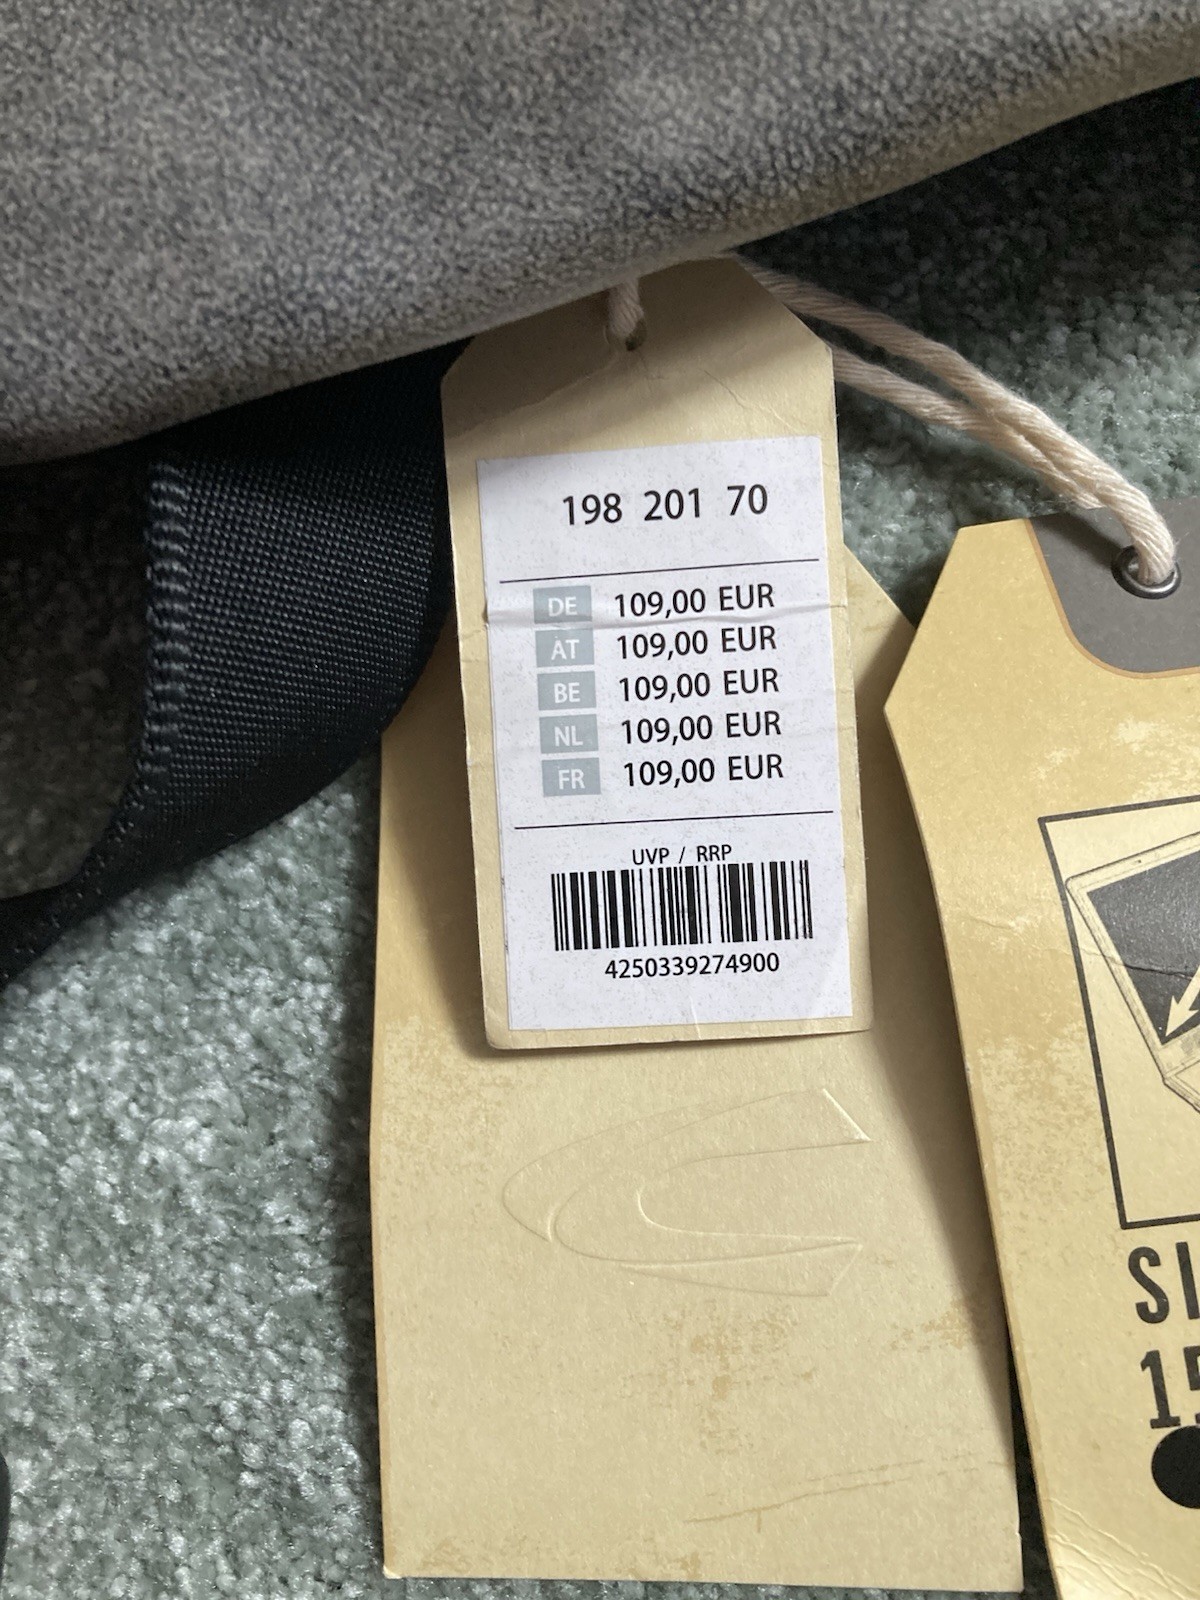 198 201 70
DE 109,00 EUR
AT 109,00 EUR
BE 109,00 EUR
NL 109,00 EUR
FR 109,00 EUR
UVP / RRP
4250339274900